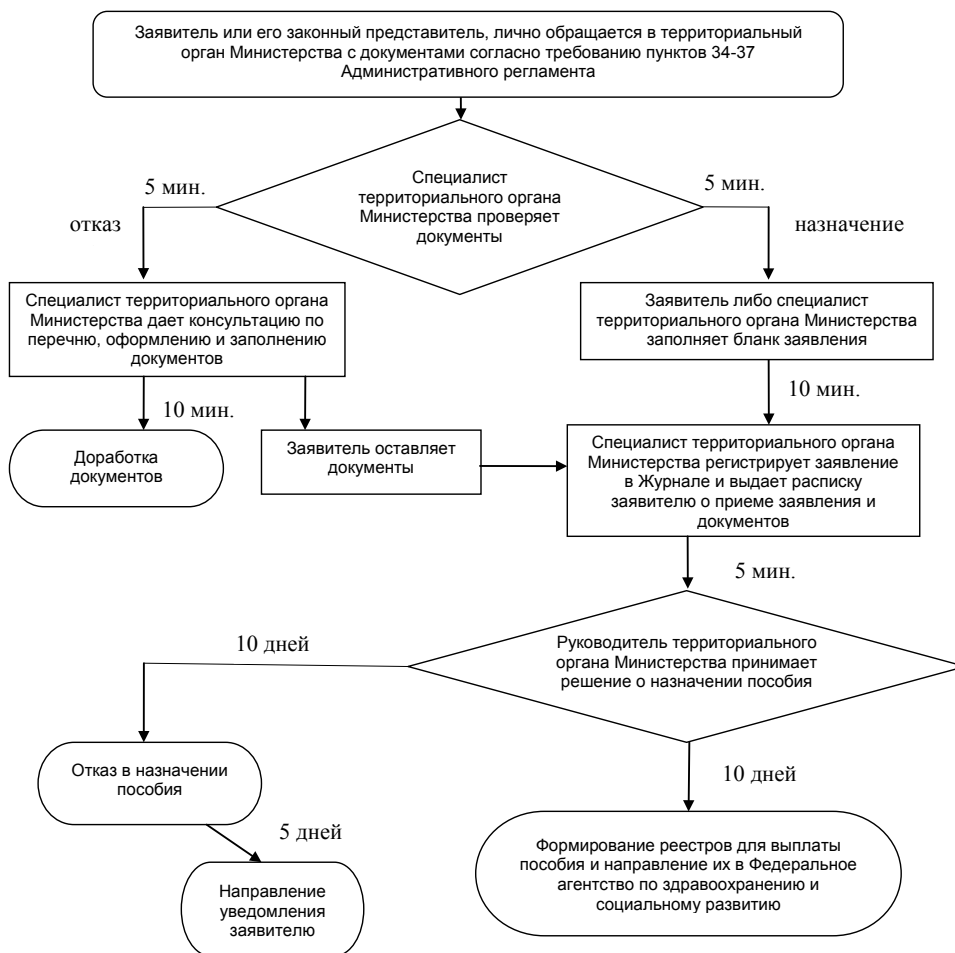 Заявитель или его законный представитель, лично обращается в территориальный
орган Министерства с документами согласно требованию пунктов 34-37
Административного регламента
5 мин.
5 мин.
Специалист
территориального органа
Министерства проверяет
документы
отказ
назначение
Специалист территориального органа
Министерства дает консультацию по
перечню, оформлению и заполнению
документов
Заявитель либо специалист
территориального органа Министерства
заполняет бланк заявления
10 мин.
10 мин.
Доработка
документов
Заявитель оставляет
документы
Специалист территориального органа
Министерства регистрирует заявление
в Журнале и выдает расписку
заявителю о приеме заявления и
документов
5 мин.
10 дней
Руководитель территориального
органа Министерства принимает
решение о назначении пособия
Отказ в назначении
пособия
10 дней
5 дней
Формирование реестров для выплаты
пособия и направление их в Федеральное
агентство по здравоохранению и
социальному развитию
Направление
уведомления
заявителю